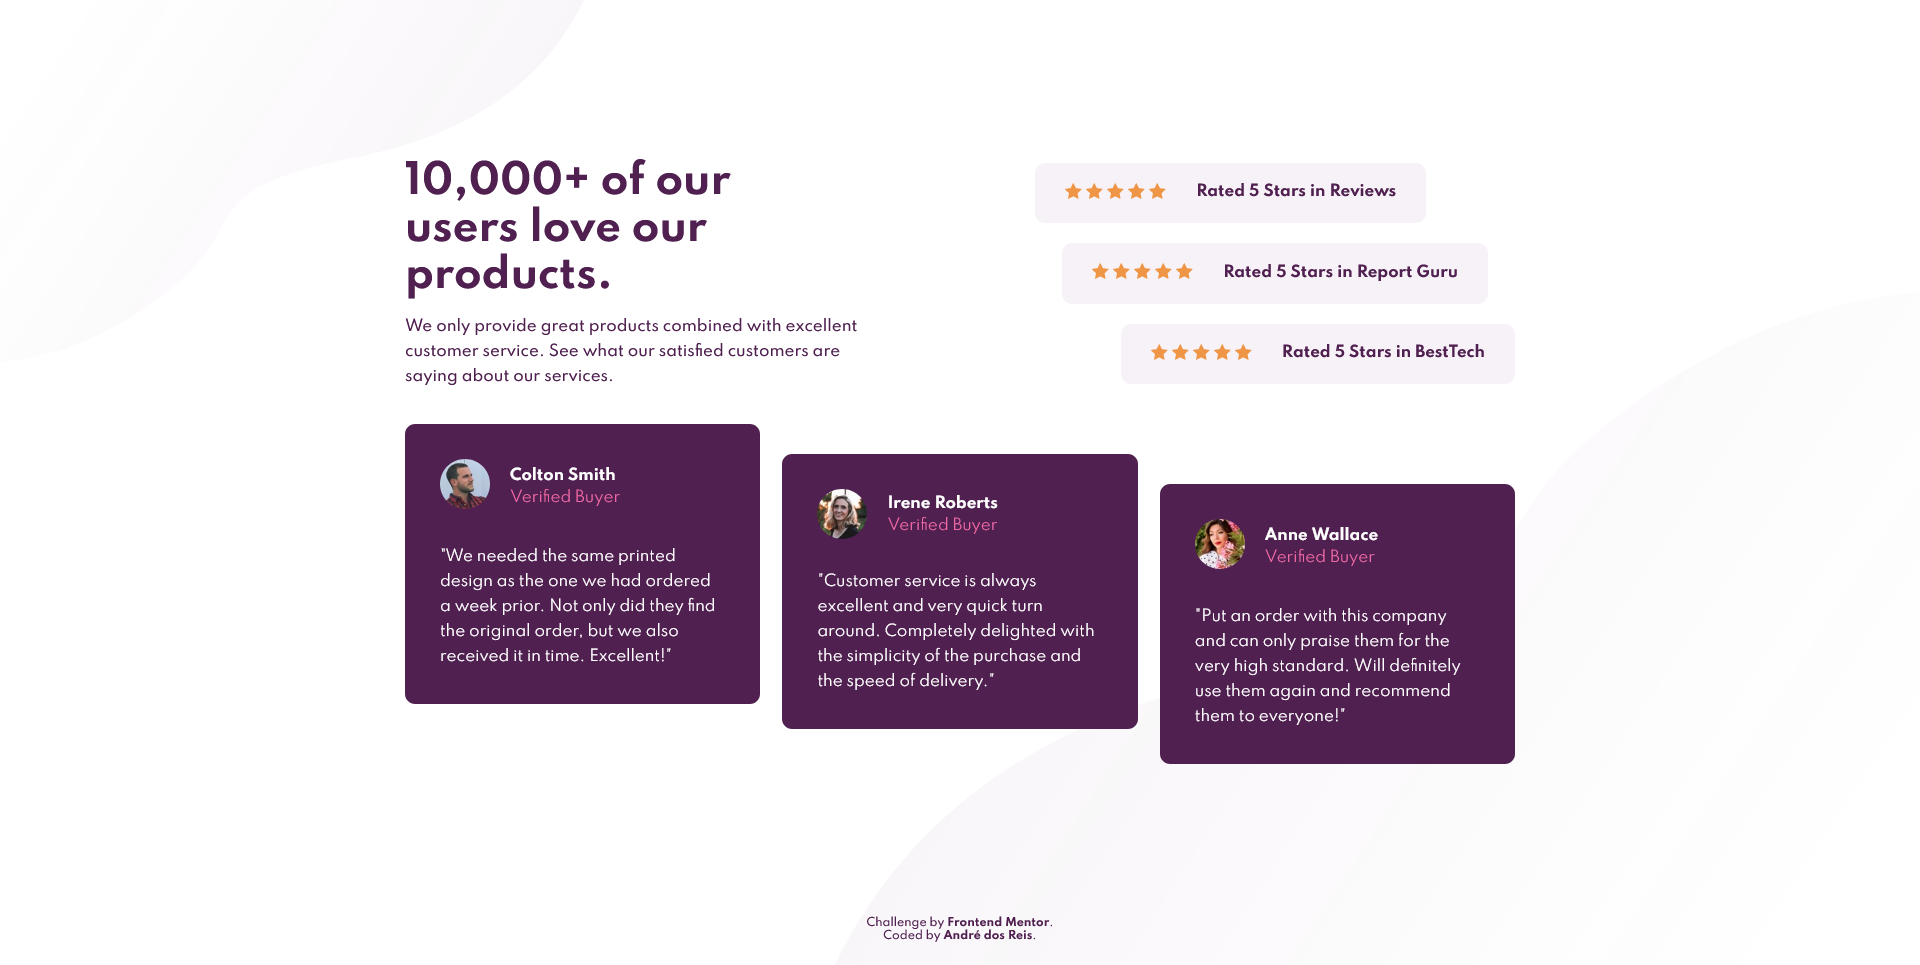 10,000+ of our
users love our
products.
We only provide great products combined with excellent
customer service. See what our satisfied customers are
saying about our services.
Rated 5 Stars in Reviews
Rated 5 Stars in Report Guru
Rated 5 Stars in BestTech
Colton Smith
Verified Buyer
"We needed the same printed
design as the one we had ordered
a week prior. Not only did they find
the original order, but we also
received it in time. Excellent!"
Irene Roberts
Verified Buyer
"Customer service is always
excellent and very quick turn
around. Completely delighted with
the simplicity of the purchase and
the speed of delivery."
Anne Wallace
Verified Buyer
"Put an order with this company
and can only praise them for the
very high standard. Will definitely
use them again and recommend
them to everyone!"
Challenge by Frontend Mentor.
Coded by André dos Reis.